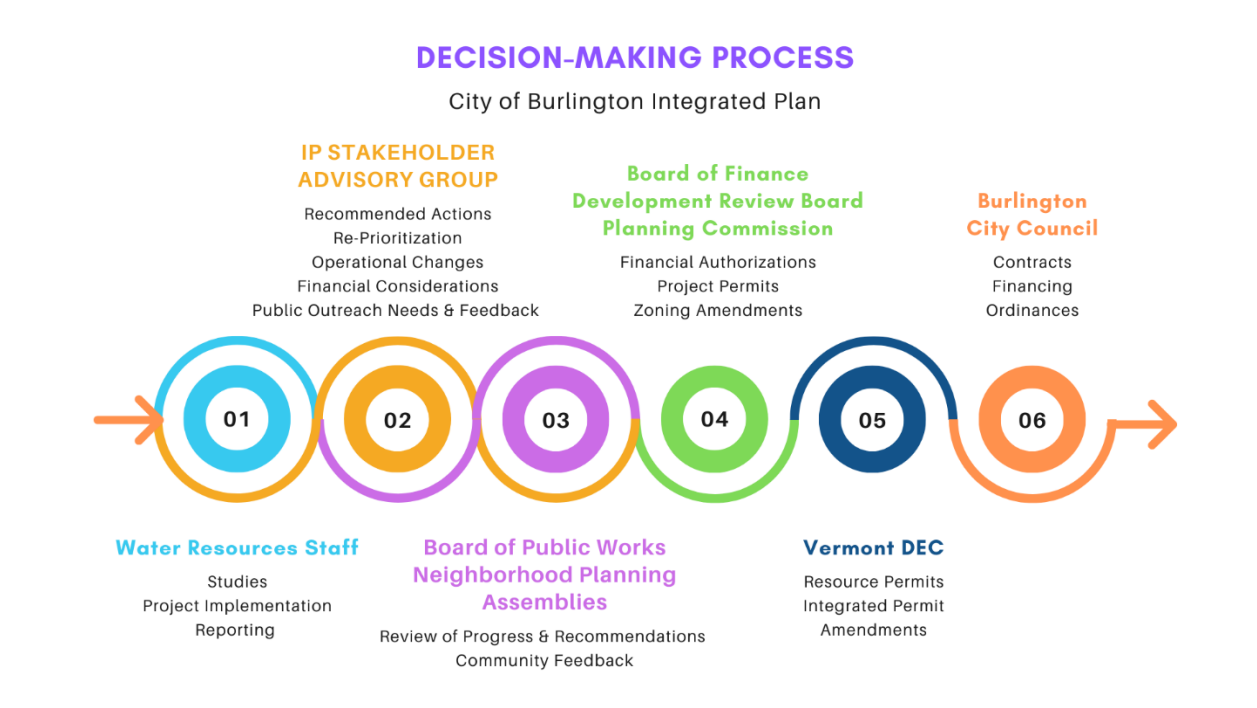 DECISION-MAKING PROCESS
City of Burlington Integrated Plan
IP STAKEHOLDER
ADVISORY GROUP
Recommended Actions
Re-Prioritization
Operational Changes
Financial Considerations
Public Outreach Needs & Feedback
Board of Finance
Development Review Board
Planning Commission
Financial Authorizations
Project Permits
Zoning Amendments
Burlington
City Council
Contracts
Financing
Ordinances
01
02
03
04
05
06
Water Resources Staff
Studies
Project Implementation
Reporting
Board of Public Works
Neighborhood Planning
Assemblies
Review of Progress & Recommendations
Community Feedback
Vermont DEC
Resource Permits
Integrated Permit
Amendments